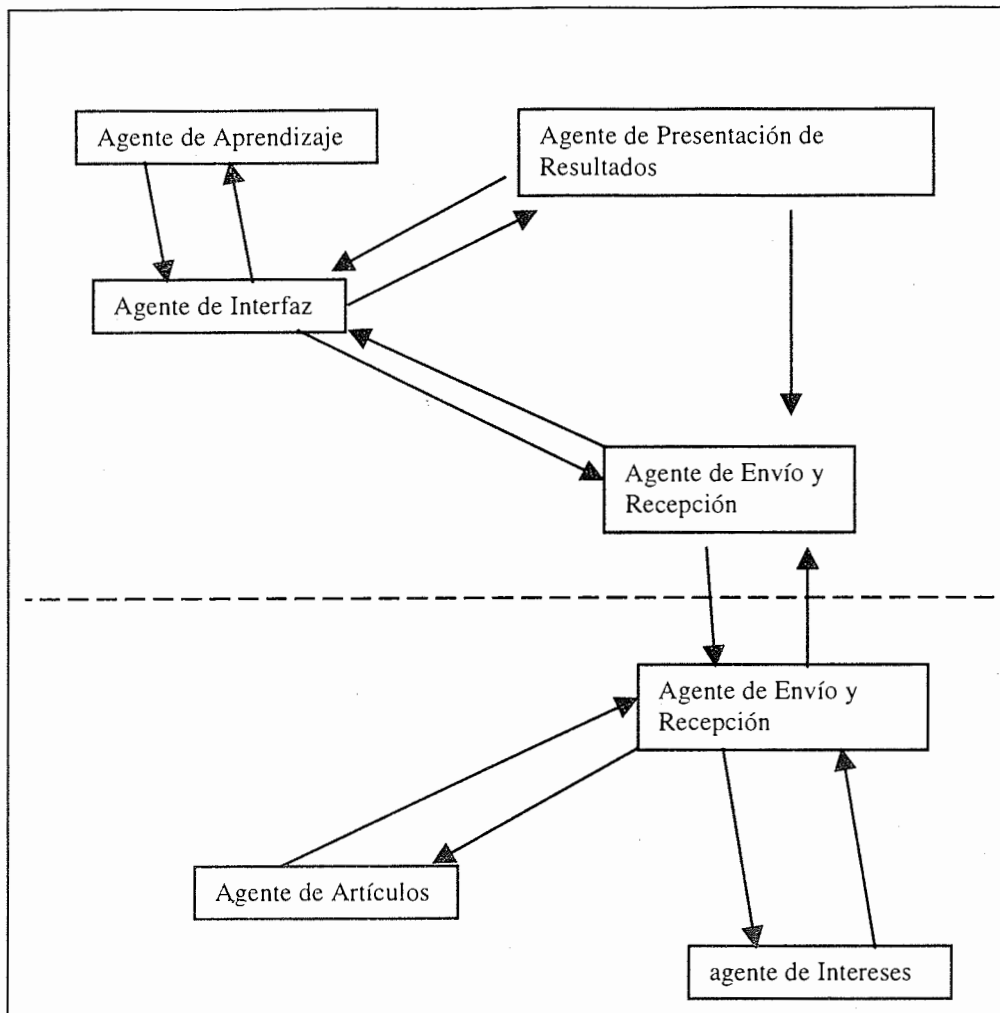 Agente de Aprendizaje
Agente de Presentación de
Resultados
Agente de Interfaz
Agente de Envío y
Recepción
Agente de Envío y
Recepción
Agente de Artículos
agente de Intereses